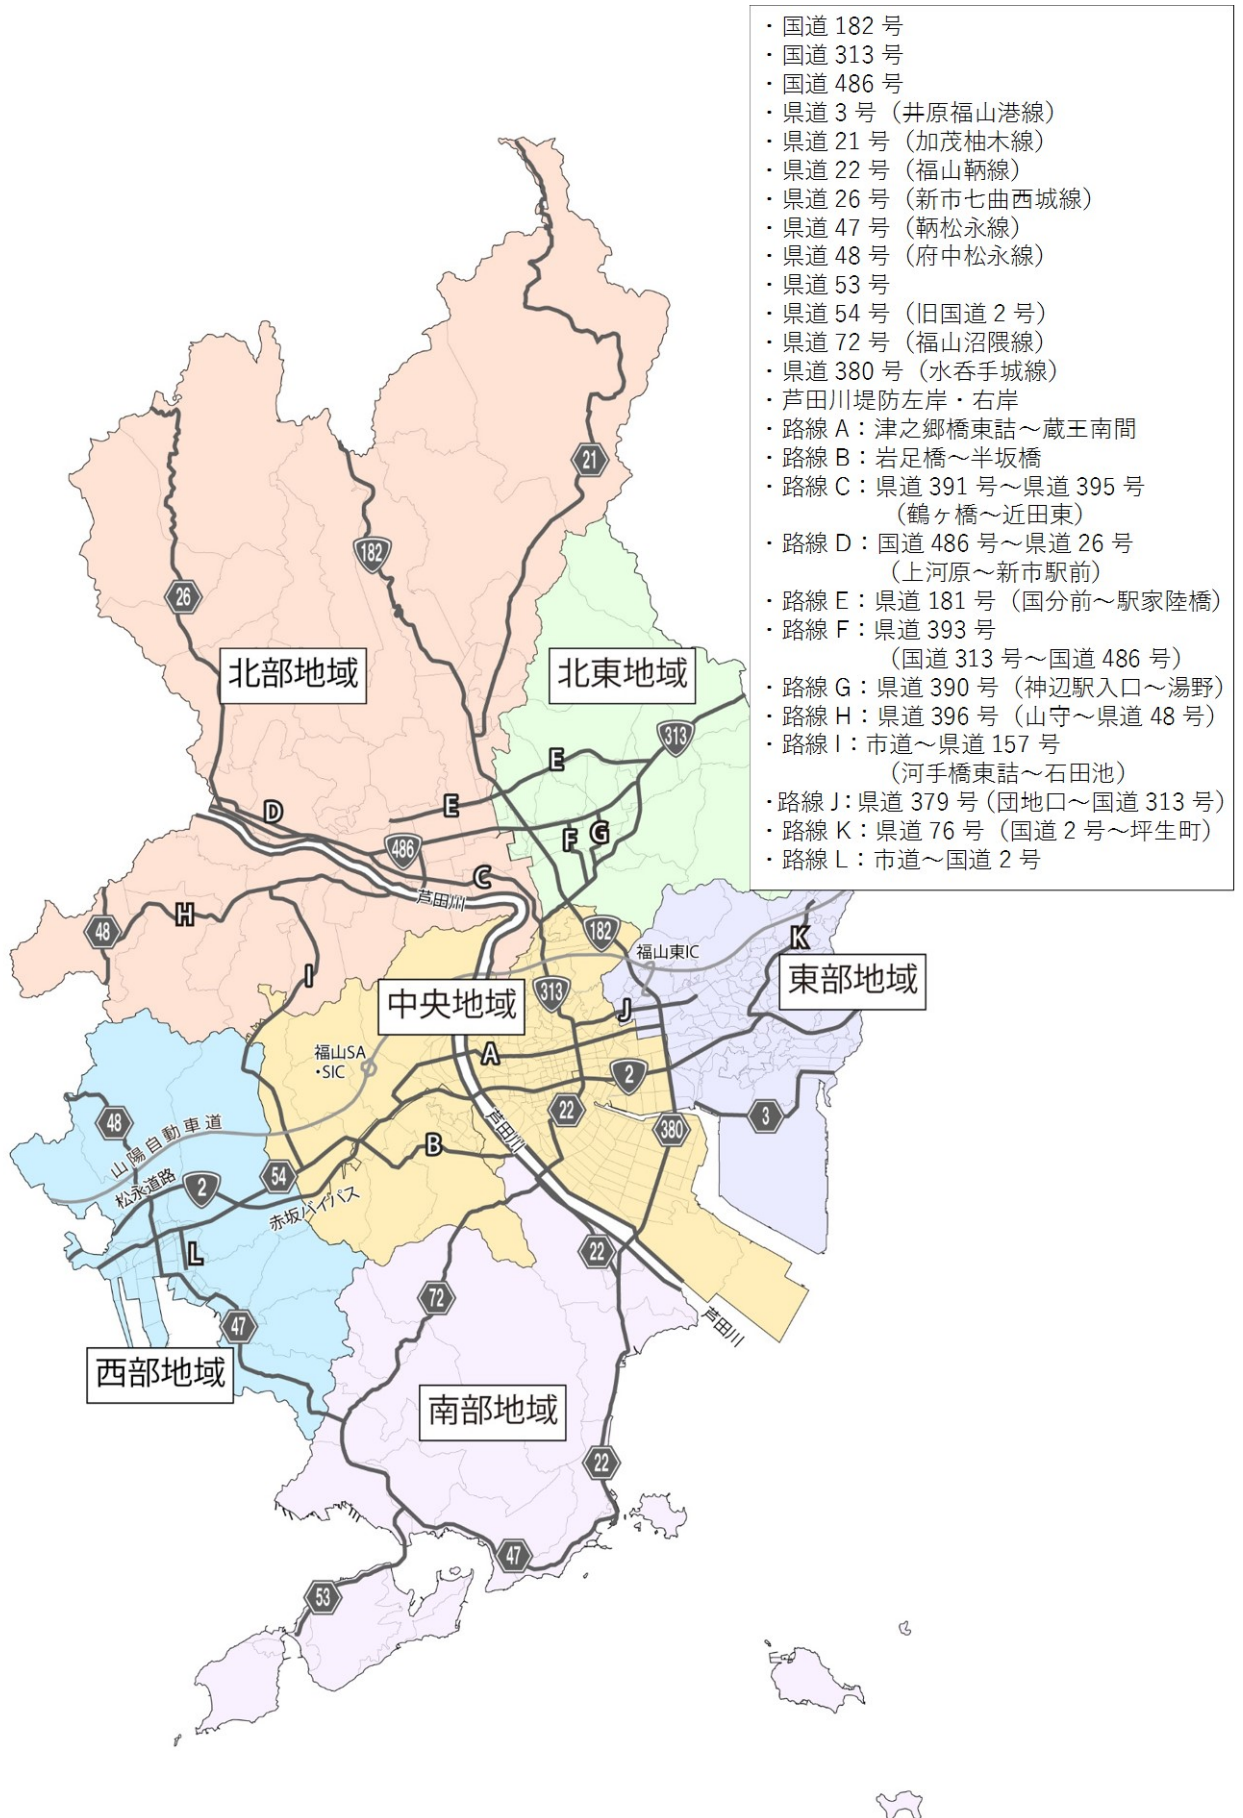 ・国道 182 号
・国道 313 号
・国道 486 号
・県道 3 号（井原福山港線）
・県道 21 号（加茂柚木線）
・県道 22 号（福山鞆線）
・県道 26 号（新市七曲西城線）
・県道 47 号（鞆松永線）
・県道 48 号（府中松永線）
・県道 53 号
・県道 54 号（旧国道 2 号）
・県道 72 号（福山沼隈線）
・県道 380 号（水呑手城線）
・芦田川堤防左岸・右岸
・路線 A：津之郷橋東詰～蔵王南間
・路線 B：岩足橋～半坂橋
・路線 C：県道 391 号～県道 395 号
（鶴ヶ橋～近田東）
・路線 D：国道 486 号～県道 26 号
（上河原～新市駅前）
・路線 E：県道 181 号（国分前～駅家陸橋）
・路線 F：県道 393 号
（国道 313 号～国道 486 号）
・路線 G：県道 390 号（神辺駅入口～湯野）
・路線 H：県道 396 号（山守～県道 48 号）
・路線 I：市道～県道 157 号
（河手橋東詰～石田池）
・路線 J：県道 379 号（団地口～国道 313 号）
・路線 K：県道 76 号（国道 2 号～坪生町）
・路線 L：市道～国道 2 号
21
182
26
北部地域
北東地域
313
E
E
D
F
G
486
C
芦田川
H
48
182
K
福山東IC
I
東部地域
313
中央地域
J
福山SA
・SIC
A
2
22
3
48
380
芦田川
山陽自動車道
B
54
松永道路
2
赤坂バイパス
L
22
72
芦田川
47
西部地域
南部地域
22
47
53